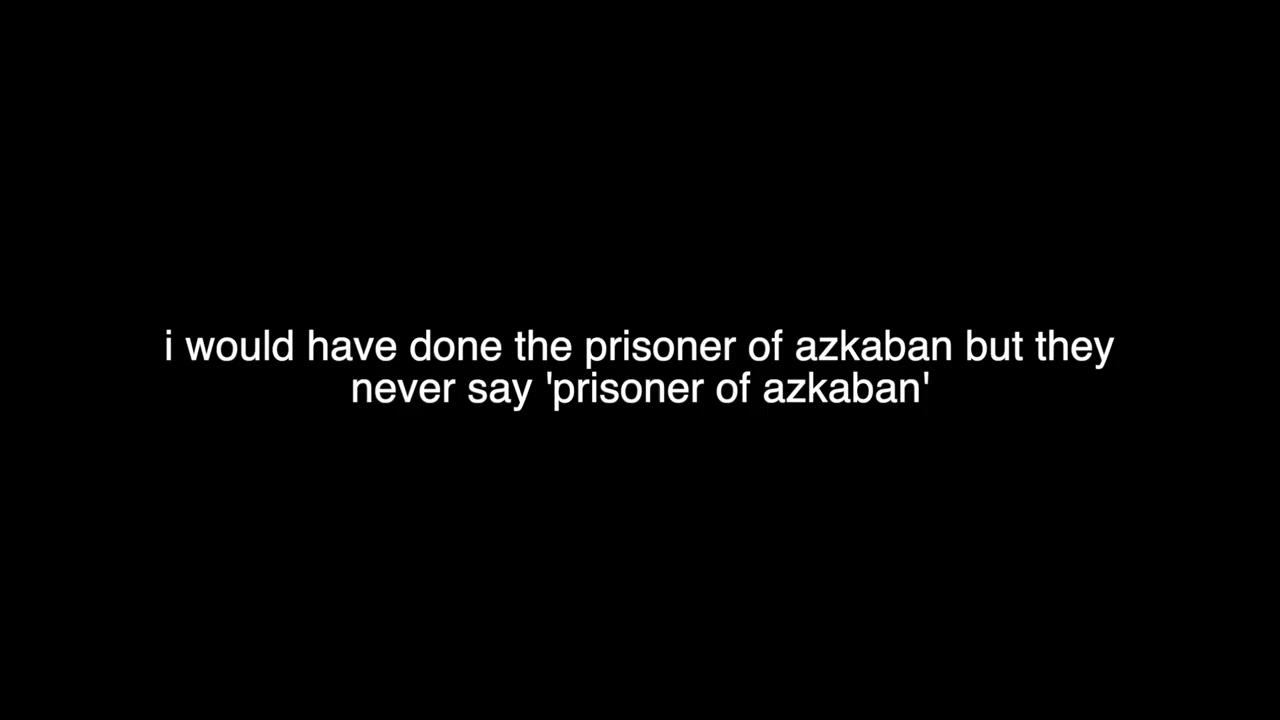 i would have done the prisoner of azkaban but they
never say 'prisoner of azkaban'